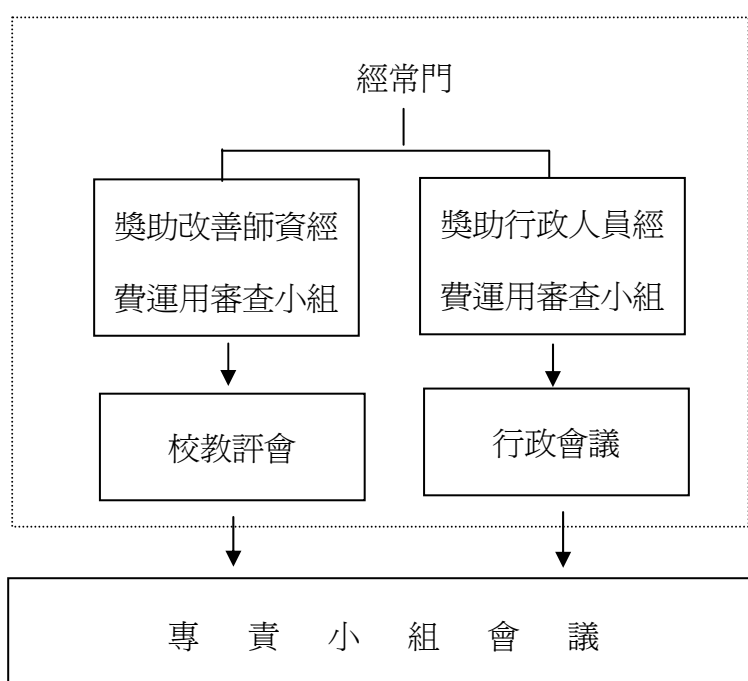 經常門
獎助改善師資經
費運用審查小組
獎助行政人員經
費運用審查小組
校教評會
行政會議
專責小組會議